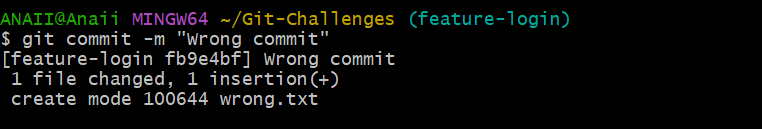 ANAII@Anaii MINGW64 ~/Git-Challenges (feature-login)
$ git commit -m "Wrong commit"
[feature-login fb9e4bf] Wrong commit
 1 file changed, 1 insertion(+)
 create mode 100644 wrong.txt